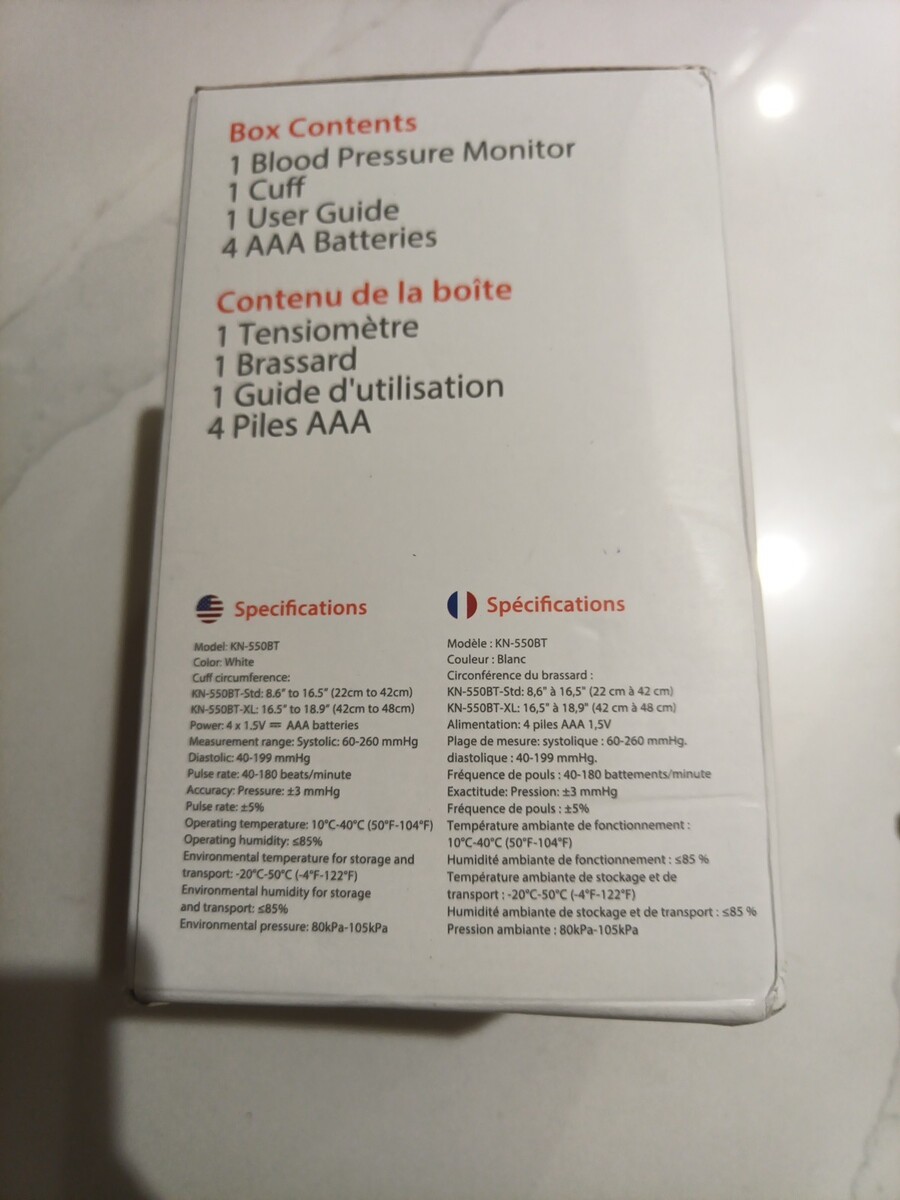 Box Contents
1 Blood Pressure Monitor
1 Cuff
1 User Guide
4 AAA Batteries
Contenu de la boîte
1 Tensiomètre
1 Brassard
1 Guide d'utilisation
4 Piles AAA
Specifications
Model: KN-550BT
Color: White
Cuff circumference:
KN-550BT-Std: 8.6" to 16.5" (22cm to 42cm)
KN-550BT-XL: 16.5" to 18.9" (42cm to 48cm)
Power: 4 x 1.5V ⎓ AAA batteries
Measurement range: Systolic: 60-260 mmHg
Diastolic: 40-199 mmHg
Pulse rate: 40-180 beats/minute
Accuracy: Pressure: ±3 mmHg
Pulse rate: ±5%
Operating temperature: 10°C-40°C (50°F-104°F)
Operating humidity: ≤85%
Environmental temperature for storage and
transport: -20°C-50°C (-4°F-122°F)
Environmental humidity for storage
and transport: ≤85%
Environmental pressure: 80kPa-105kPa
Spécifications
Modèle : KN-550BT
Couleur : Blanc
Circonférence du brassard :
KN-550BT-Std: 8,6" à 16,5" (22 cm à 42 cm)
KN-550BT-XL: 16,5" à 18,9" (42 cm à 48 cm)
Alimentation: 4 piles AAA 1,5V
Plage de mesure: systolique : 60-260 mmHg.
diastolique : 40-199 mmHg.
Fréquence de pouls : 40-180 battements/minute
Exactitude: Pression: ±3 mmHg
Fréquence de pouls : ±5%
Température ambiante de fonctionnement :
10°C-40°C (50°F-104°F)
Humidité ambiante de fonctionnement : ≤85 %
Température ambiante de stockage et de
transport : -20°C-50°C (-4°F-122°F)
Humidité ambiante de stockage et de transport : ≤85 %
Pression ambiante : 80kPa-105kPa